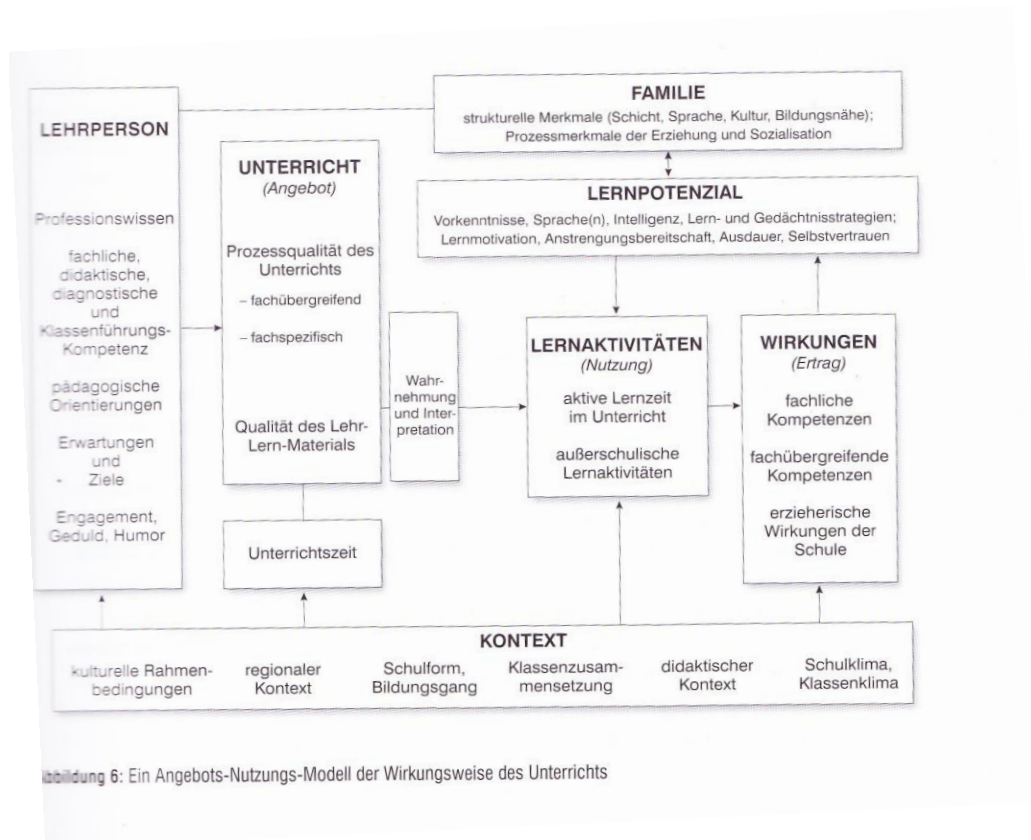 LEHRPERSON
Professionswissen
fachliche,
didaktische,
diagnostische
und
Klassenführungs-
Kompetenz
pädagogische
Orientierungen
Erwartungen
und
- Ziele
Engagement,
Geduld, Humor
UNTERRICHT
(Angebot)
Prozessqualität des
Unterrichts
– fachübergreifend
– fachspezifisch
Qualität des Lehr-
Lern-Materials
Unterrichtszeit
Wahr-
nehmung
und Inter-
pretation
FAMILIE
strukturelle Merkmale (Schicht, Sprache, Kultur, Bildungsnähe);
Prozessmerkmale der Erziehung und Sozialisation
LERNPOTENZIAL
Vorkenntnisse, Sprache(n), Intelligenz, Lern- und Gedächtnisstrategien;
Lernmotivation, Anstrengungsbereitschaft, Ausdauer, Selbstvertrauen
LERNAKTIVITÄTEN
(Nutzung)
aktive Lernzeit
im Unterricht
außerschulische
Lernaktivitäten
WIRKUNGEN
(Ertrag)
fachliche
Kompetenzen
fachübergreifende
Kompetenzen
erzieherische
Wirkungen der
Schule
KONTEXT
kulturelle Rahmen-
bedingungen
regionaler
Kontext
Schulform,
Bildungsgang
Klassenzusam-
mensetzung
didaktischer
Kontext
Schulklima,
Klassenklima
Abbildung 6: Ein Angebots-Nutzungs-Modell der Wirkungsweise des Unterrichts